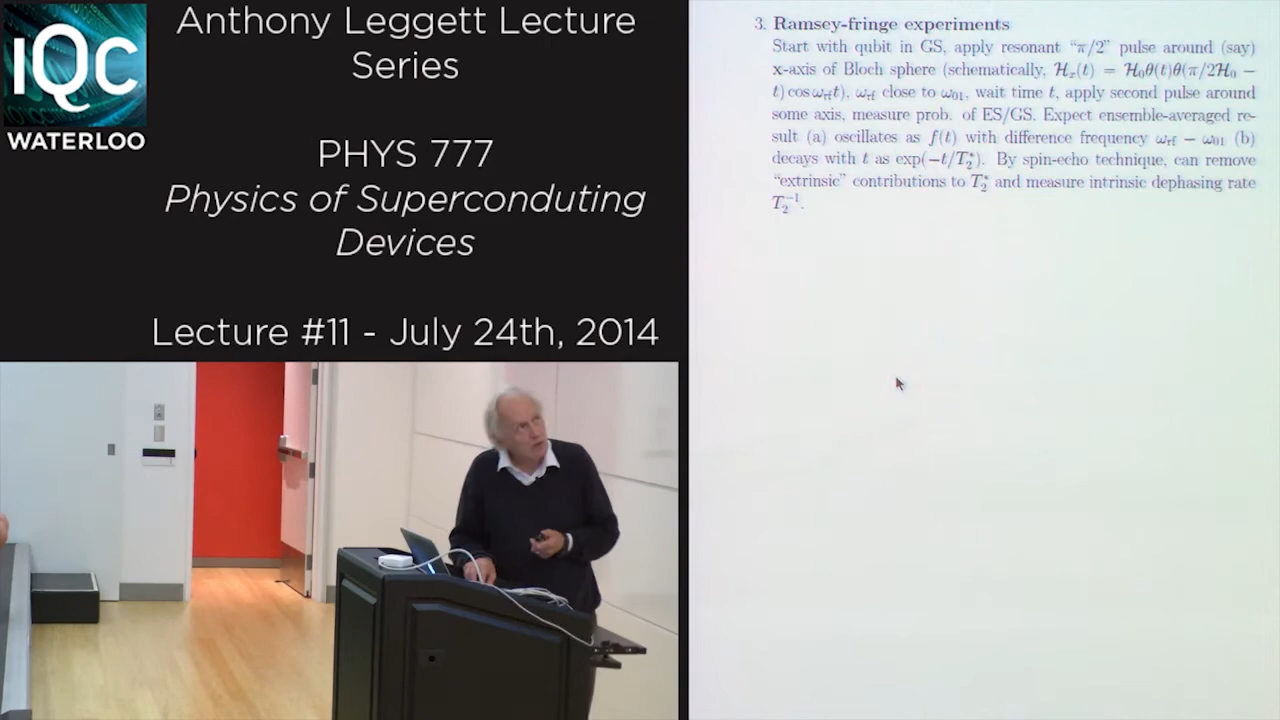 IQC
WATERLOO
Anthony Leggett Lecture
Series
PHYS 777
Physics of Superconduting
Devices
Lecture #11 - July 24th, 2014
3. Ramsey-fringe experiments
Start with qubit in GS, apply resonant “π/2” pulse around (say)
x-axis of Bloch sphere (schematically, ℋₓ(t) = ℋ₀θ(t)θ(π/2ℋ₀ −
t) cos ω_rf t), ω_rf close to ω₀₁, wait time t, apply second pulse around
some axis, measure prob. of ES/GS. Expect ensemble-averaged re-
sult (a) oscillates as f(t) with difference frequency ω_rf − ω₀₁ (b)
decays with t as exp(−t/T₂*). By spin-echo technique, can remove
“extrinsic” contributions to T₂* and measure intrinsic dephasing rate
T₂⁻¹.